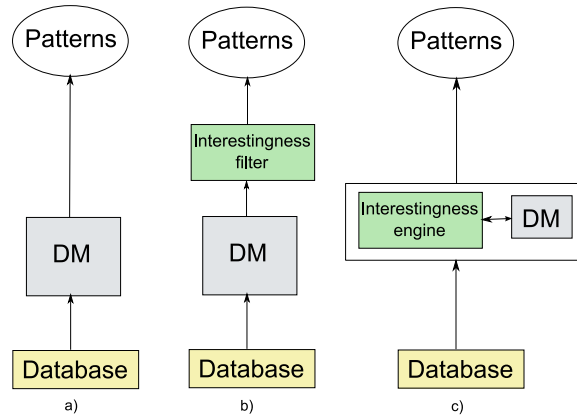 Patterns
DM
Database
a)
Patterns
Interestingness
filter
DM
Database
b)
Patterns
Interestingness
engine
DM
Database
c)